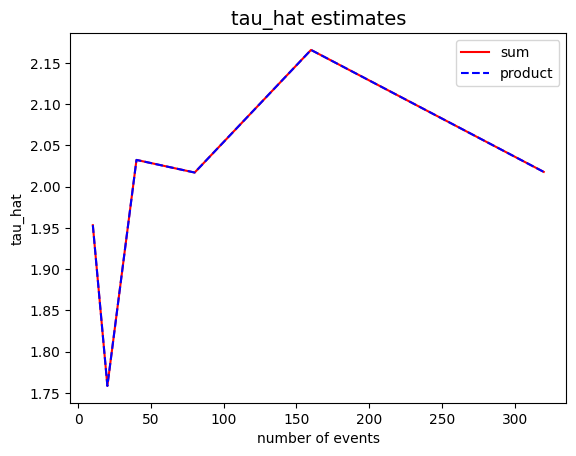 tau_hat estimates
sum
product
tau_hat
2.15
2.10
2.05
2.00
1.95
1.90
1.85
1.80
1.75
0 50 100 150 200 250 300
number of events